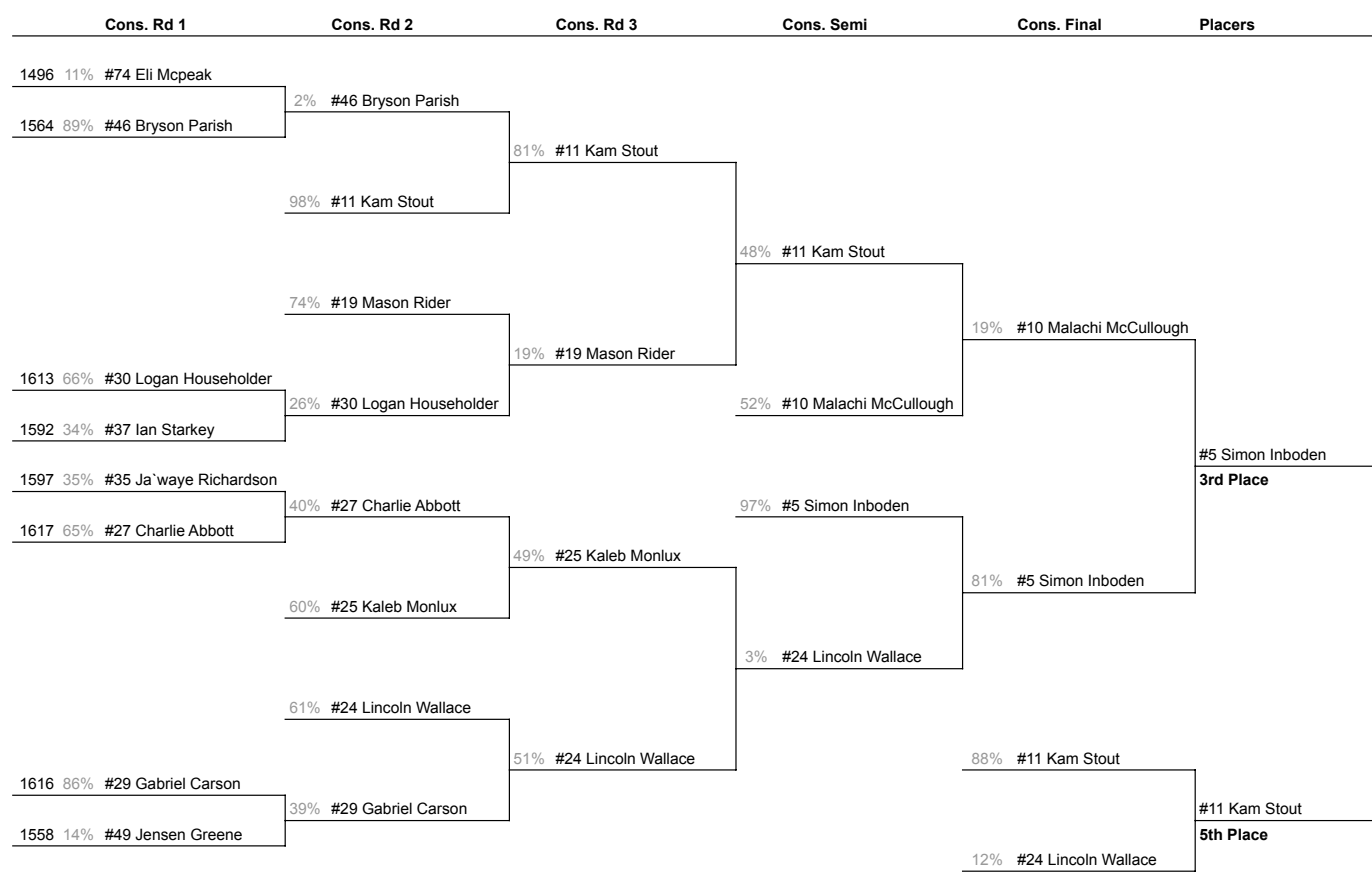 Cons. Rd 1 Cons. Rd 2 Cons. Rd 3 Cons. Semi Cons. Final Placers
1496 11% #74 Eli Mcpeak
2% #46 Bryson Parish
1564 89% #46 Bryson Parish
81% #11 Kam Stout
98% #11 Kam Stout
48% #11 Kam Stout
74% #19 Mason Rider
19% #10 Malachi McCullough
19% #19 Mason Rider
1613 66% #30 Logan Householder
26% #30 Logan Householder
52% #10 Malachi McCullough
1592 34% #37 Ian Starkey
#5 Simon Inboden
1597 35% #35 Ja`waye Richardson
3rd Place
40% #27 Charlie Abbott
97% #5 Simon Inboden
1617 65% #27 Charlie Abbott
49% #25 Kaleb Monlux
81% #5 Simon Inboden
60% #25 Kaleb Monlux
3% #24 Lincoln Wallace
61% #24 Lincoln Wallace
51% #24 Lincoln Wallace
88% #11 Kam Stout
1616 86% #29 Gabriel Carson
39% #29 Gabriel Carson
#11 Kam Stout
1558 14% #49 Jensen Greene
5th Place
12% #24 Lincoln Wallace